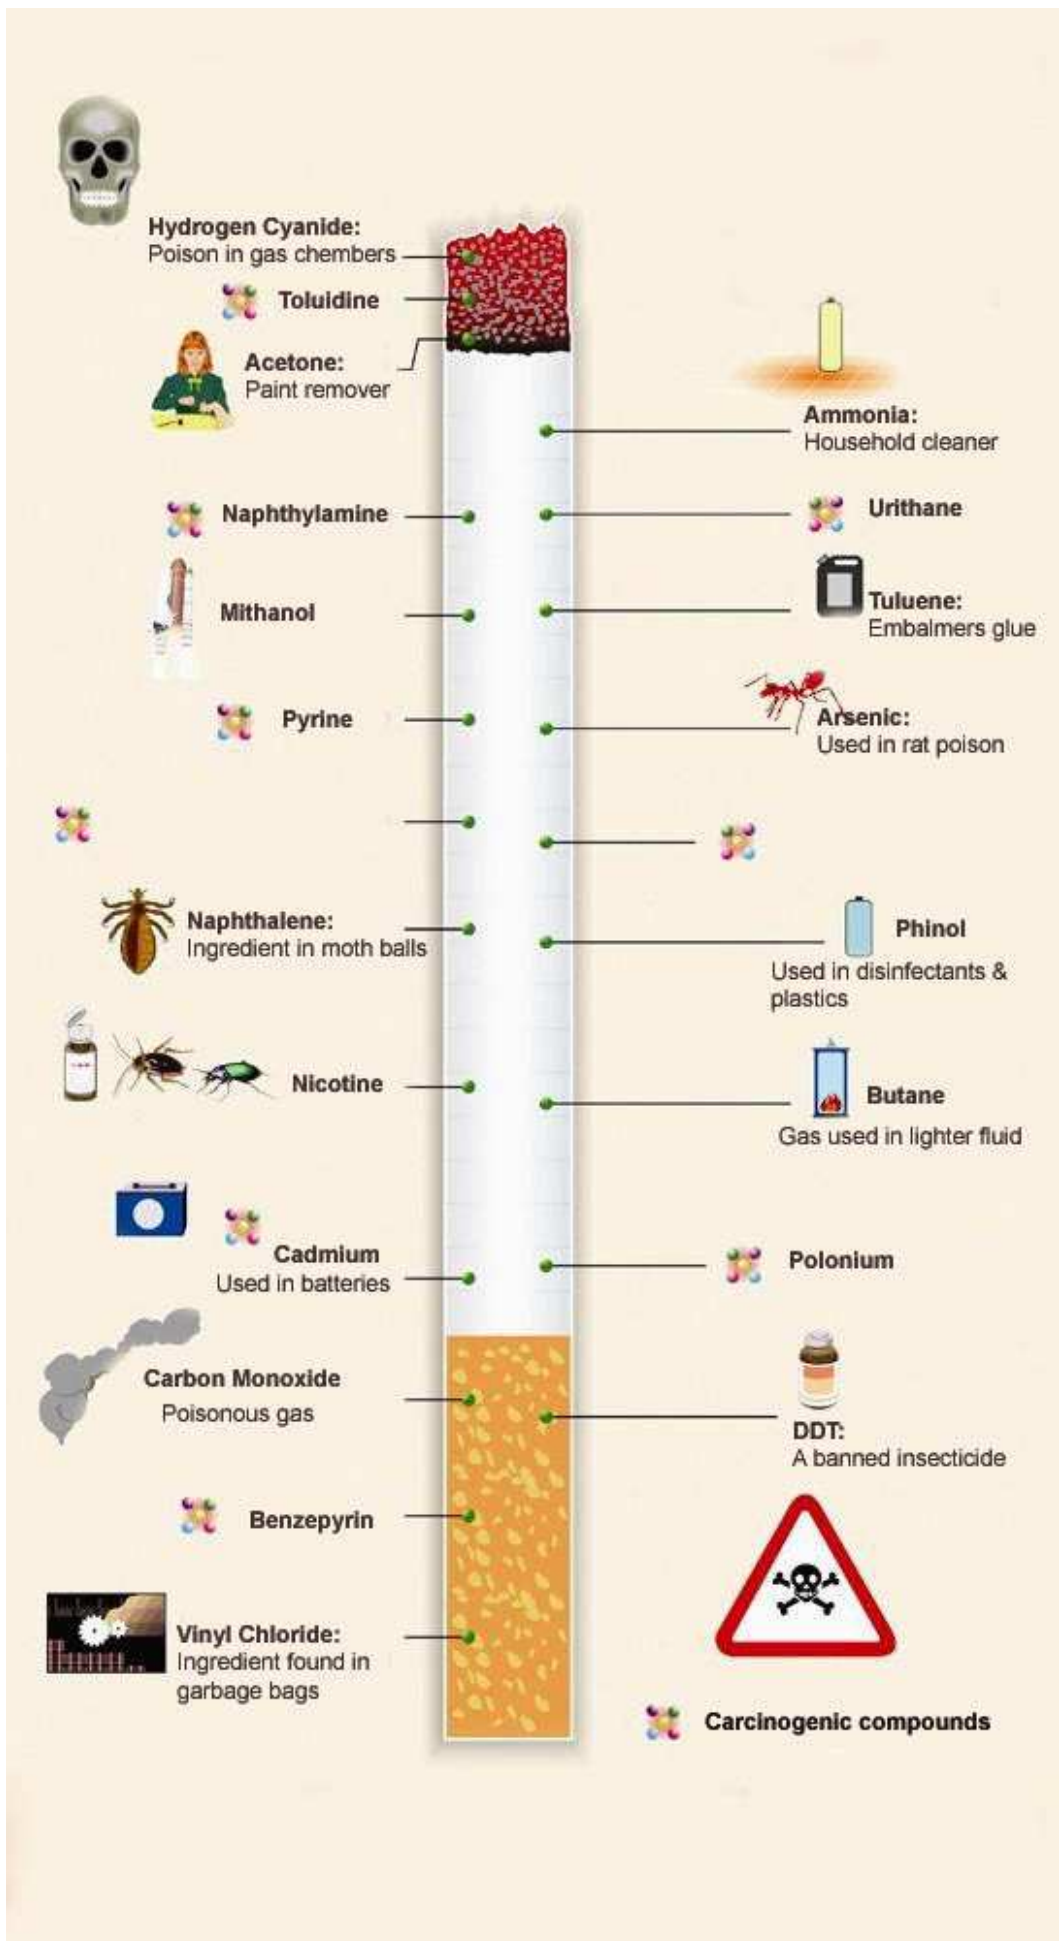 Hydrogen Cyanide:
Poison in gas chembers
Toluidine
Acetone:
Paint remover
Ammonia:
Household cleaner
Naphthylamine
Urithane
Mithanol
Tuluene:
Embalmers glue
Pyrine
Arsenic:
Used in rat poison
Naphthalene:
Ingredient in moth balls
Phinol
Used in disinfectants &
plastics
Nicotine
Butane
Gas used in lighter fluid
Cadmium
Used in batteries
Polonium
Carbon Monoxide
Poisonous gas
DDT:
A banned insecticide
Benzepyrin
Vinyl Chloride:
Ingredient found in
garbage bags
Carcinogenic compounds